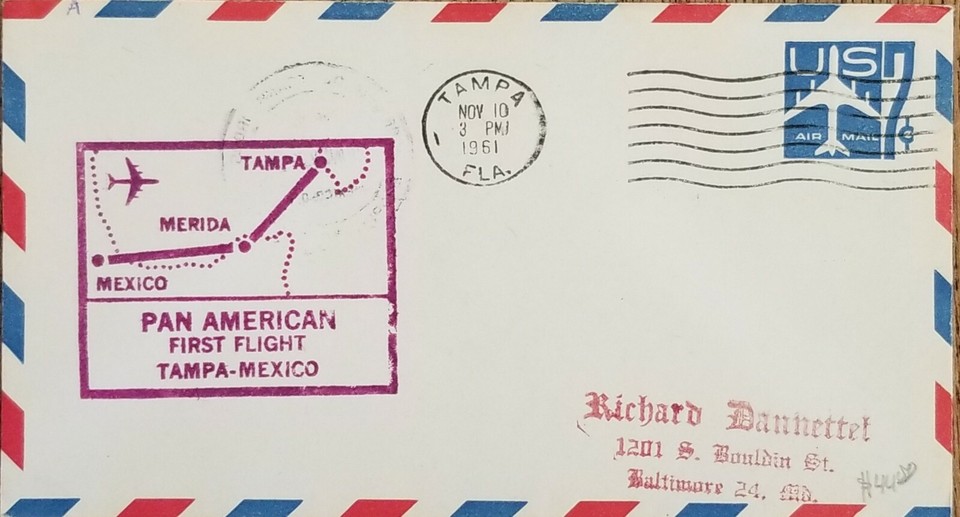 A
TAMPA
NOV 10
3 PM
1961
FLA.
US
7¢
AIR MAIL
TAMPA
MERIDA
MEXICO
PAN AMERICAN
FIRST FLIGHT
TAMPA-MEXICO
Richard Dannettel
1201 S. Bouldin St.
Baltimore 24, Md.